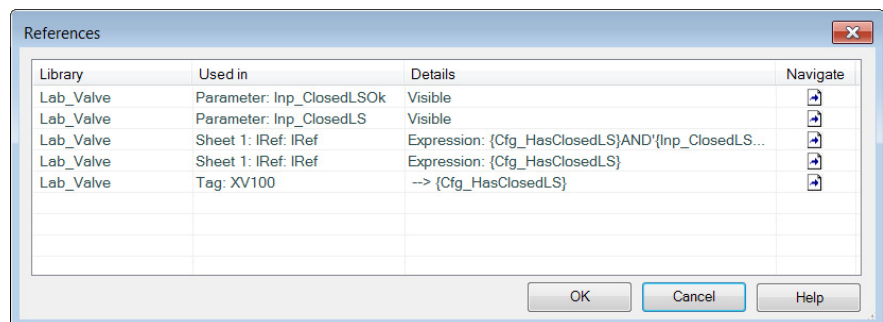 References
Library Used in Details Navigate
Lab_Valve Parameter: Inp_ClosedLSOk Visible
Lab_Valve Parameter: Inp_ClosedLS Visible
Lab_Valve Sheet 1: IRef: IRef Expression: {Cfg_HasClosedLS}AND'{Inp_ClosedLS...
Lab_Valve Sheet 1: IRef: IRef Expression: {Cfg_HasClosedLS}
Lab_Valve Tag: XV100 --> {Cfg_HasClosedLS}
OK Cancel Help